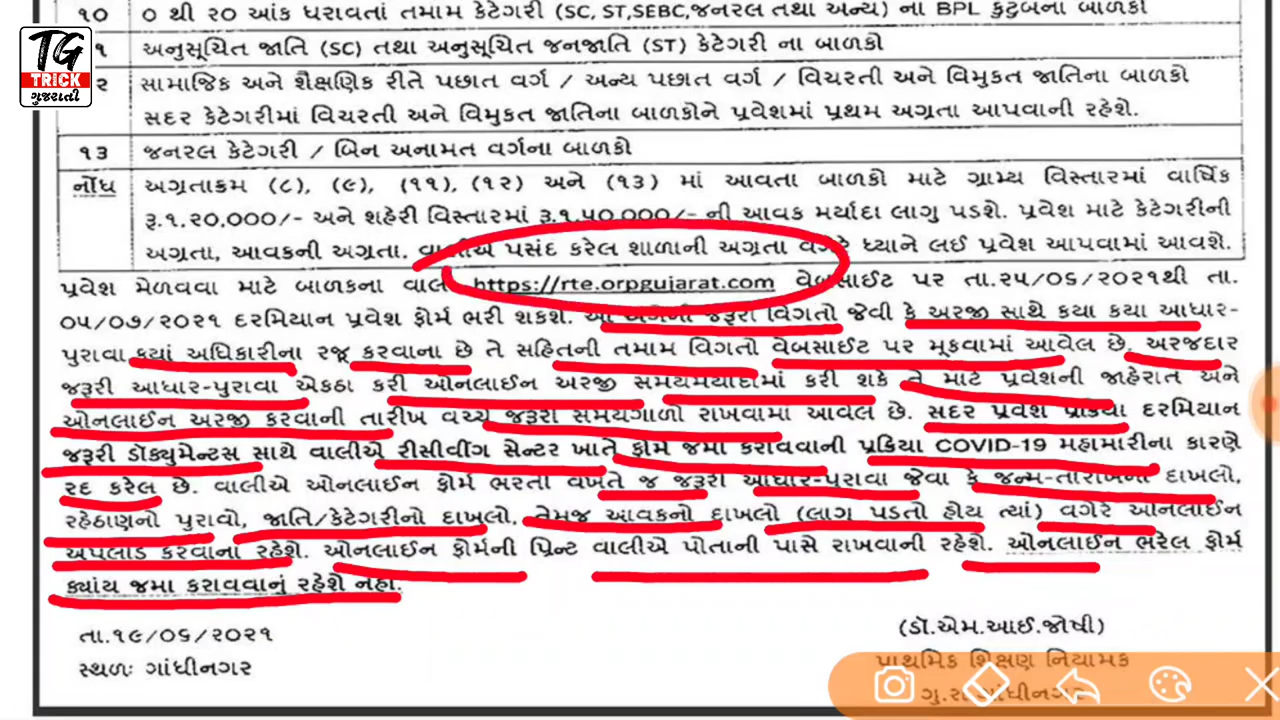 ૧૦ ૦ થી ૨૦ આંક ધરાવતાં તમામ કેટેગરી (SC, ST,SEBC,જનરલ તથા અન્ય) ના BPL કુટુંબના બાળકો
TG
TRICK
ગુજરાતી
૧ અનુસૂચિત જાતિ (SC) તથા અનુસૂચિત જનજાતિ (ST) કેટેગરી ના બાળકો
૨ સામાજિક અને શૈક્ષણિક રીતે પછાત વર્ગ / અન્ય પછાત વર્ગ / વિચરતી અને વિમુક્ત જાતિના બાળકો
સદર કેટેગરીમાં વિચરતી અને વિમુક્ત જાતિના બાળકોને પ્રવેશમાં પ્રથમ અગ્રતા આપવાની રહેશે.
૧૩ જનરલ કેટેગરી / બિન અનામત વર્ગના બાળકો
નોંધ અગ્રતાક્રમ (૮), (૯), (૧૧), (૧૨) અને (૧૩) માં આવતા બાળકો માટે ગ્રામ્ય વિસ્તારમાં વાર્ષિક
રૂ.૧,૨૦,૦૦૦/- અને શહેરી વિસ્તારમાં રૂ.૧,૫૦,૦૦૦/- ની આવક મર્યાદા લાગુ પડશે. પ્રવેશ માટે કેટેગરીની
અગ્રતા, આવકની અગ્રતા, વાલીએ પસંદ કરેલ શાળાની અગ્રતા વગેરે ધ્યાને લઈ પ્રવેશ આપવામાં આવશે.
પ્રવેશ મેળવવા માટે બાળકના વાલી https://rte.orpgujarat.com વેબસાઈટ પર તા.૨૫/૦૬/૨૦૨૧થી તા.
૦૫/૦૭/૨૦૨૧ દરમિયાન પ્રવેશ ફોર્મ ભરી શકશે. આ અંગેની જરૂરી વિગતો જેવી કે અરજી સાથે કયા કયા આધાર-
પુરાવા કયાં અધિકારીના રજૂ કરવાના છે તે સહિતની તમામ વિગતો વેબસાઈટ પર મૂકવામાં આવેલ છે. અરજદાર
જરૂરી આધાર-પુરાવા એકઠા કરી ઓનલાઈન અરજી સમયમર્યાદામાં કરી શકે તે માટે પ્રવેશની જાહેરાત અને
ઓનલાઈન અરજી કરવાની તારીખ વચ્ચે જરૂરી સમયગાળો રાખવામાં આવેલ છે. સદર પ્રવેશ પ્રક્રિયા દરમિયાન
જરૂરી ડૉક્યુમેન્ટસ સાથે વાલીએ રીસીવીંગ સેન્ટર ખાતે ફોર્મ જમા કરાવવાની પ્રક્રિયા COVID-19 મહામારીના કારણે
રદ કરેલ છે. વાલીએ ઓનલાઈન ફોર્મ ભરતી વખતે જ જરૂરી આધાર-પુરાવા જેવા કે જન્મ-તારીખનો દાખલો,
રહેઠાણનો પુરાવો, જાતિ/કેટેગરીનો દાખલો, તેમજ આવકનો દાખલો (લાગુ પડતો હોય ત્યાં) વગેરે ઓનલાઈન
અપલોડ કરવાના રહેશે. ઓનલાઈન ફોર્મની પ્રિન્ટ વાલીએ પોતાની પાસે રાખવાની રહેશે. ઓનલાઈન ભરેલ ફોર્મ
ક્યાંય જમા કરાવવાનું રહેશે નહી.
તા.૧૯/૦૬/૨૦૨૧
(ડૉ.એમ.આઈ.જોષી)
સ્થળઃ ગાંધીનગર
પ્રાથમિક શિક્ષણ નિયામક
ગાંધીનગર